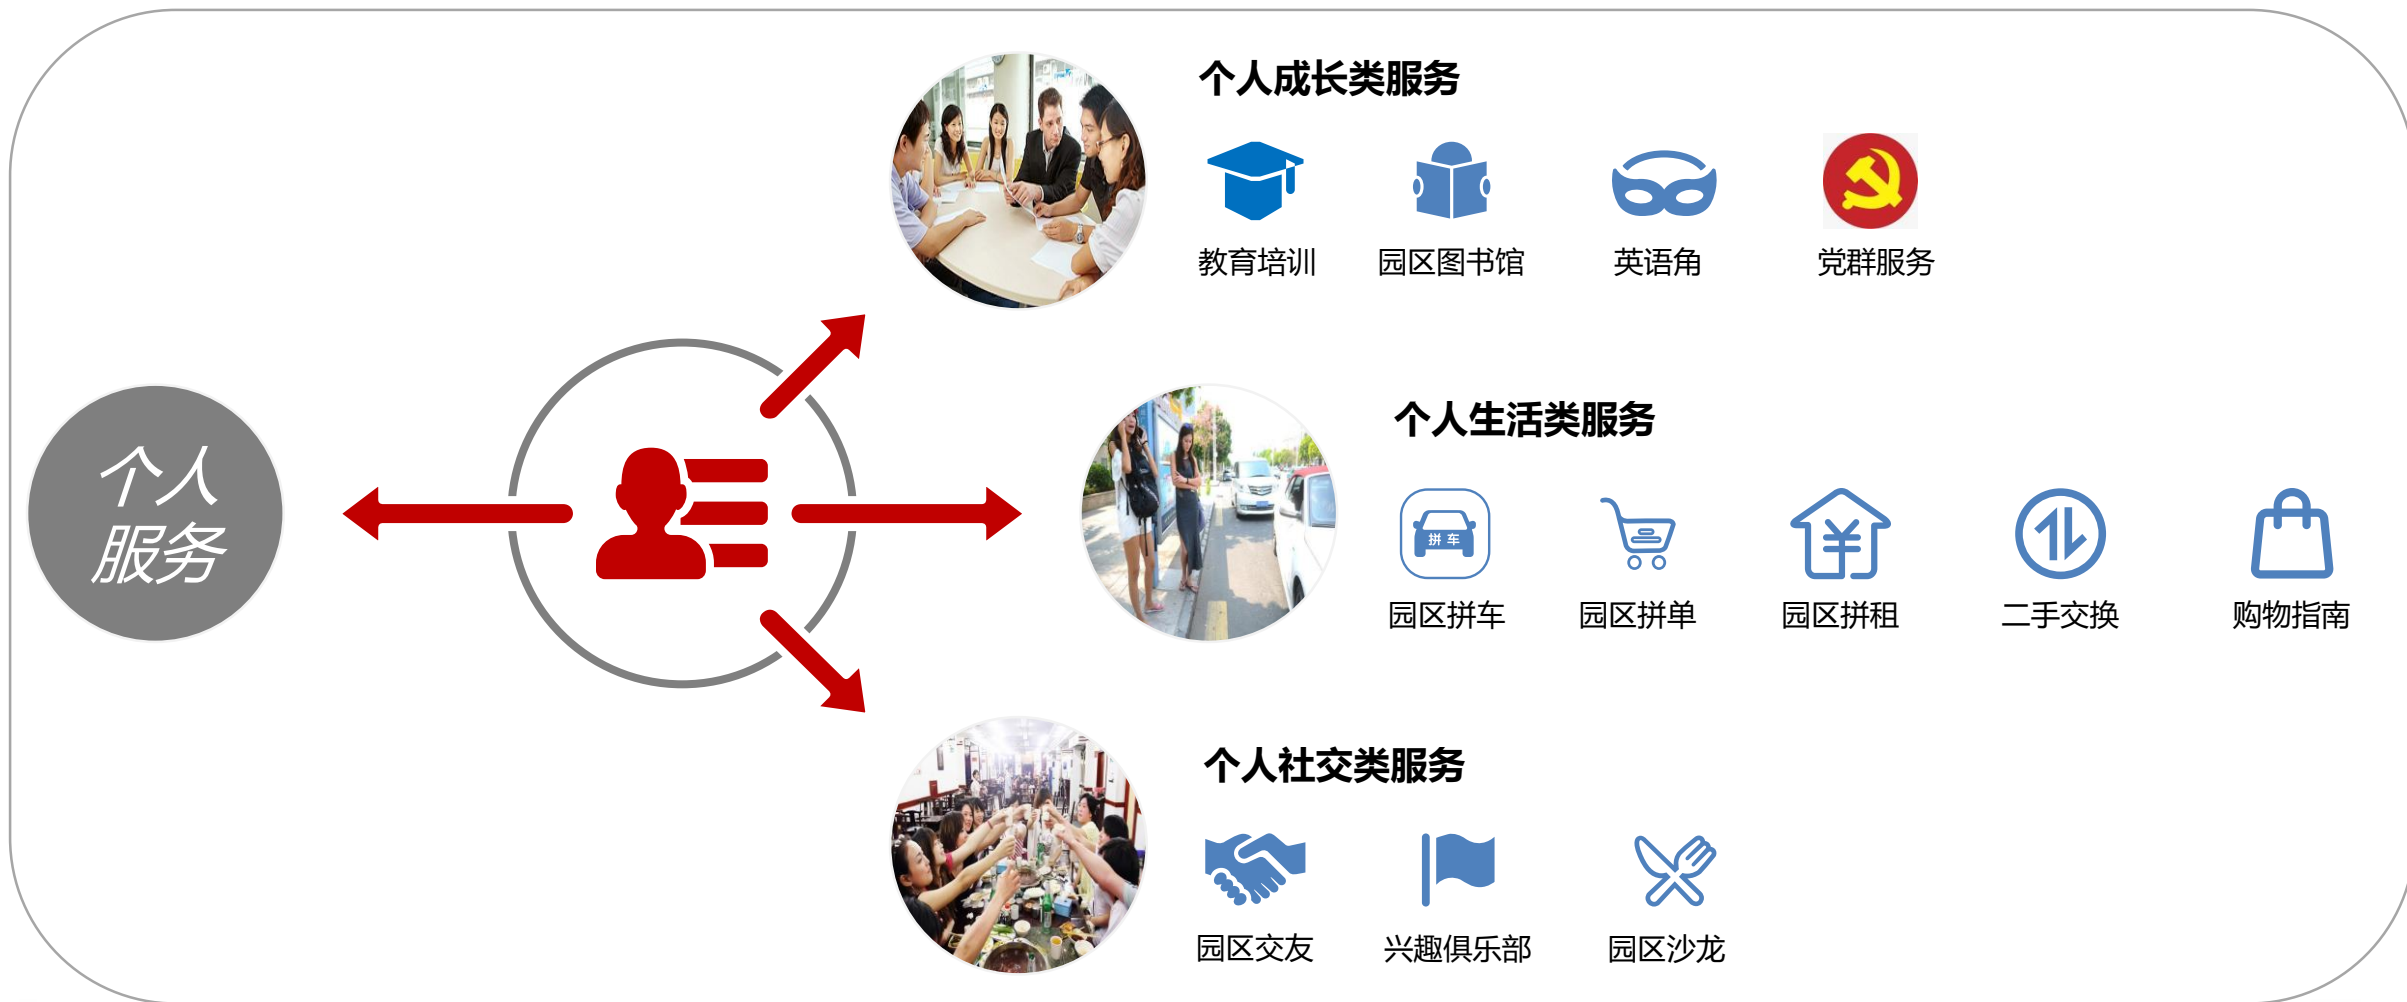 个人
服务
个人成长类服务
教育培训
园区图书馆
英语角
党群服务
个人生活类服务
拼车
园区拼车
园区拼单
园区拼租
二手交换
购物指南
个人社交类服务
园区交友
兴趣俱乐部
园区沙龙